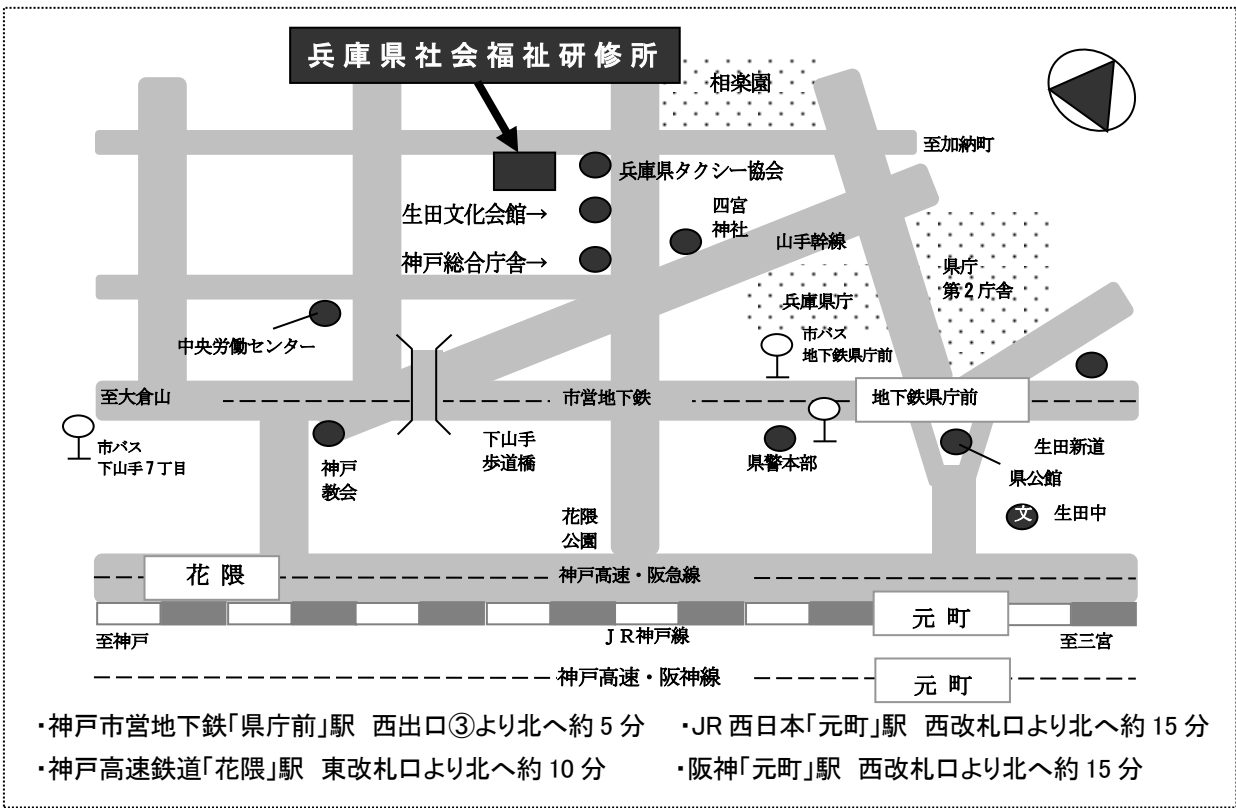 兵庫県社会福祉研修所
相楽園
至加納町
兵庫県タクシー協会
生田文化会館→
四宮
神社
山手幹線
神戸総合庁舎→
県庁
第2庁舎
兵庫県庁
中央労働センター
市バス
地下鉄県庁前
至大倉山
市営地下鉄
地下鉄県庁前
市バス
下山手7丁目
神戸
教会
下山手
歩道橋
県警本部
生田新道
県公館
文
生田中
花隈
公園
花隈
神戸高速・阪急線
元町
至神戸
JR神戸線
至三宮
神戸高速・阪神線
元町
・神戸市営地下鉄「県庁前」駅 西出口③より北へ約5分
・JR西日本「元町」駅 西改札口より北へ約15分
・神戸高速鉄道「花隈」駅 東改札口より北へ約10分
・阪神「元町」駅 西改札口より北へ約15分